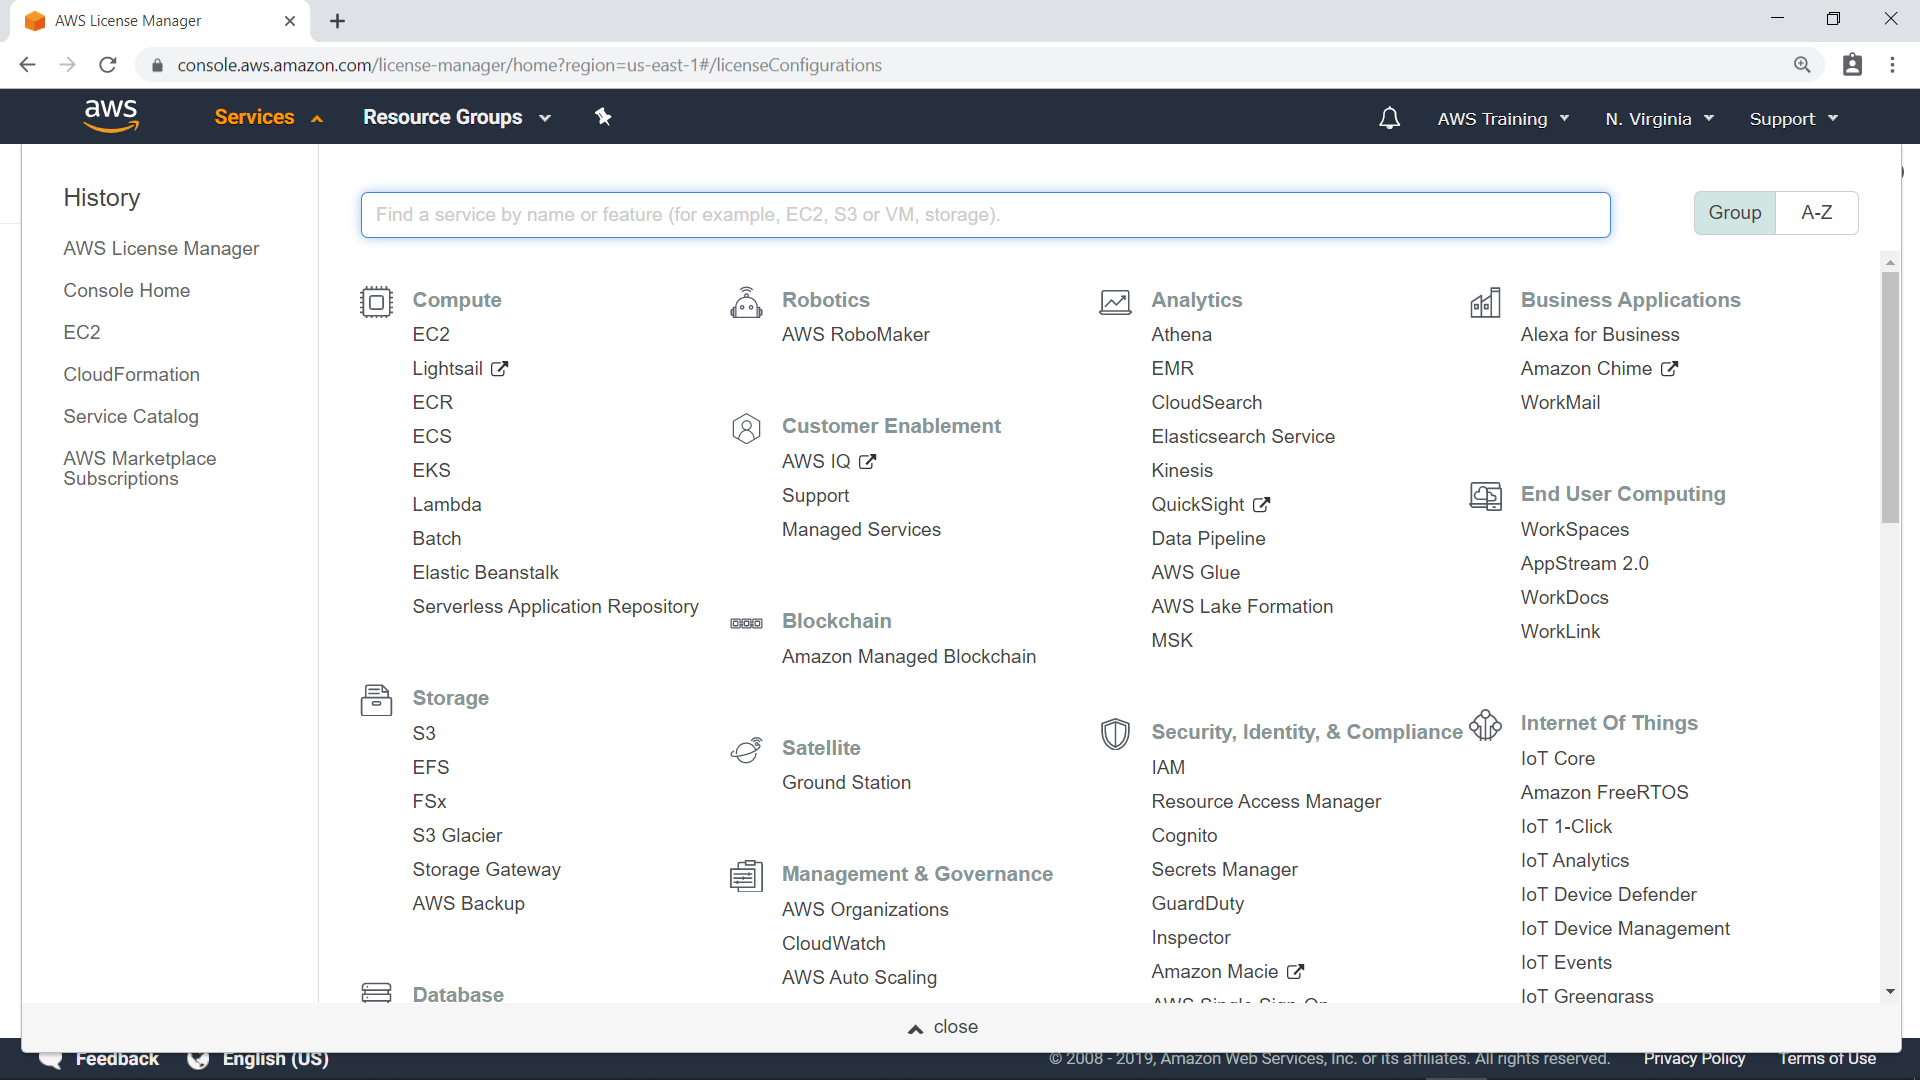 AWS License Manager
console.aws.amazon.com/license-manager/home?region=us-east-1#/licenseConfigurations
aws
Services
Resource Groups
AWS Training
N. Virginia
Support
History
AWS License Manager
Console Home
EC2
CloudFormation
Service Catalog
AWS Marketplace
Subscriptions
Find a service by name or feature (for example, EC2, S3 or VM, storage).
Group
A-Z
Compute
EC2
Lightsail
ECR
ECS
EKS
Lambda
Batch
Elastic Beanstalk
Serverless Application Repository
Storage
S3
EFS
FSx
S3 Glacier
Storage Gateway
AWS Backup
Database
Robotics
AWS RoboMaker
Customer Enablement
AWS IQ
Support
Managed Services
Blockchain
Amazon Managed Blockchain
Satellite
Ground Station
Management & Governance
AWS Organizations
CloudWatch
AWS Auto Scaling
Analytics
Athena
EMR
CloudSearch
Elasticsearch Service
Kinesis
QuickSight
Data Pipeline
AWS Glue
AWS Lake Formation
MSK
Security, Identity, & Compliance
IAM
Resource Access Manager
Cognito
Secrets Manager
GuardDuty
Inspector
Amazon Macie
AWS Single Sign-On
Business Applications
Alexa for Business
Amazon Chime
WorkMail
End User Computing
WorkSpaces
AppStream 2.0
WorkDocs
WorkLink
Internet Of Things
IoT Core
Amazon FreeRTOS
IoT 1-Click
IoT Analytics
IoT Device Defender
IoT Device Management
IoT Events
IoT Greengrass
close
Feedback
English (US)
© 2008 - 2019, Amazon Web Services, Inc. or its affiliates. All rights reserved.
Privacy Policy
Terms of Use